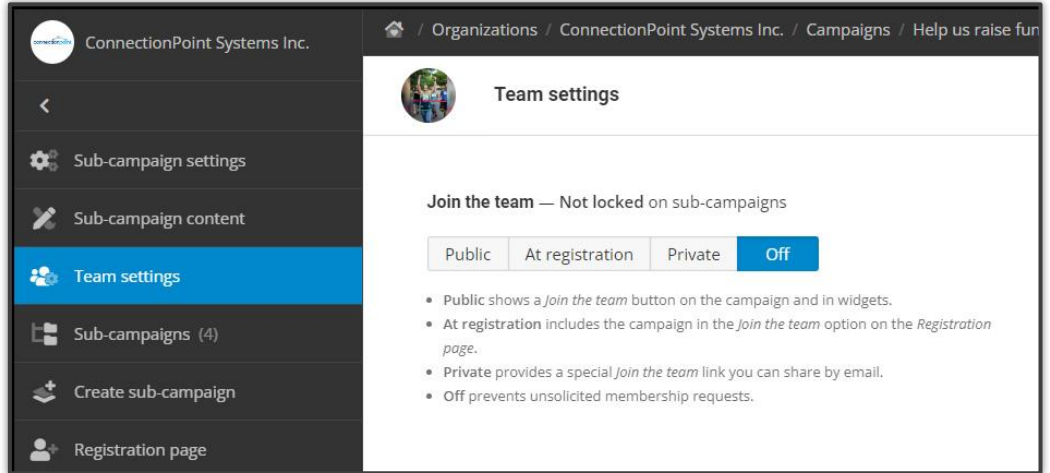 connectionpoint
ConnectionPoint Systems Inc.
/ Organizations / ConnectionPoint Systems Inc. / Campaigns / Help us raise fun
Team settings
Sub-campaign settings
Sub-campaign content
Team settings
Sub-campaigns (4)
Create sub-campaign
Registration page
Join the team — Not locked on sub-campaigns
Public At registration Private Off
• Public shows a Join the team button on the campaign and in widgets.
• At registration includes the campaign in the Join the team option on the Registration
page.
• Private provides a special Join the team link you can share by email.
• Off prevents unsolicited membership requests.